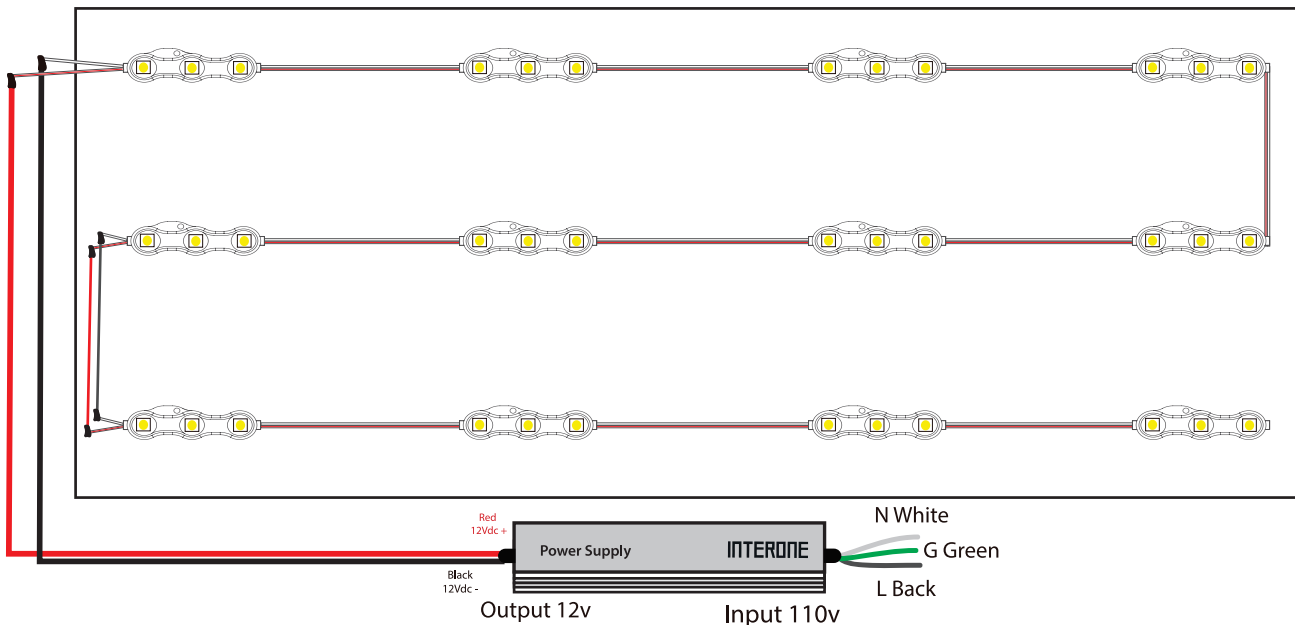 Red
12Vdc +
Power Supply
INTERONE
N White
G Green
L Back
Black
12Vdc -
Output 12v
Input 110v